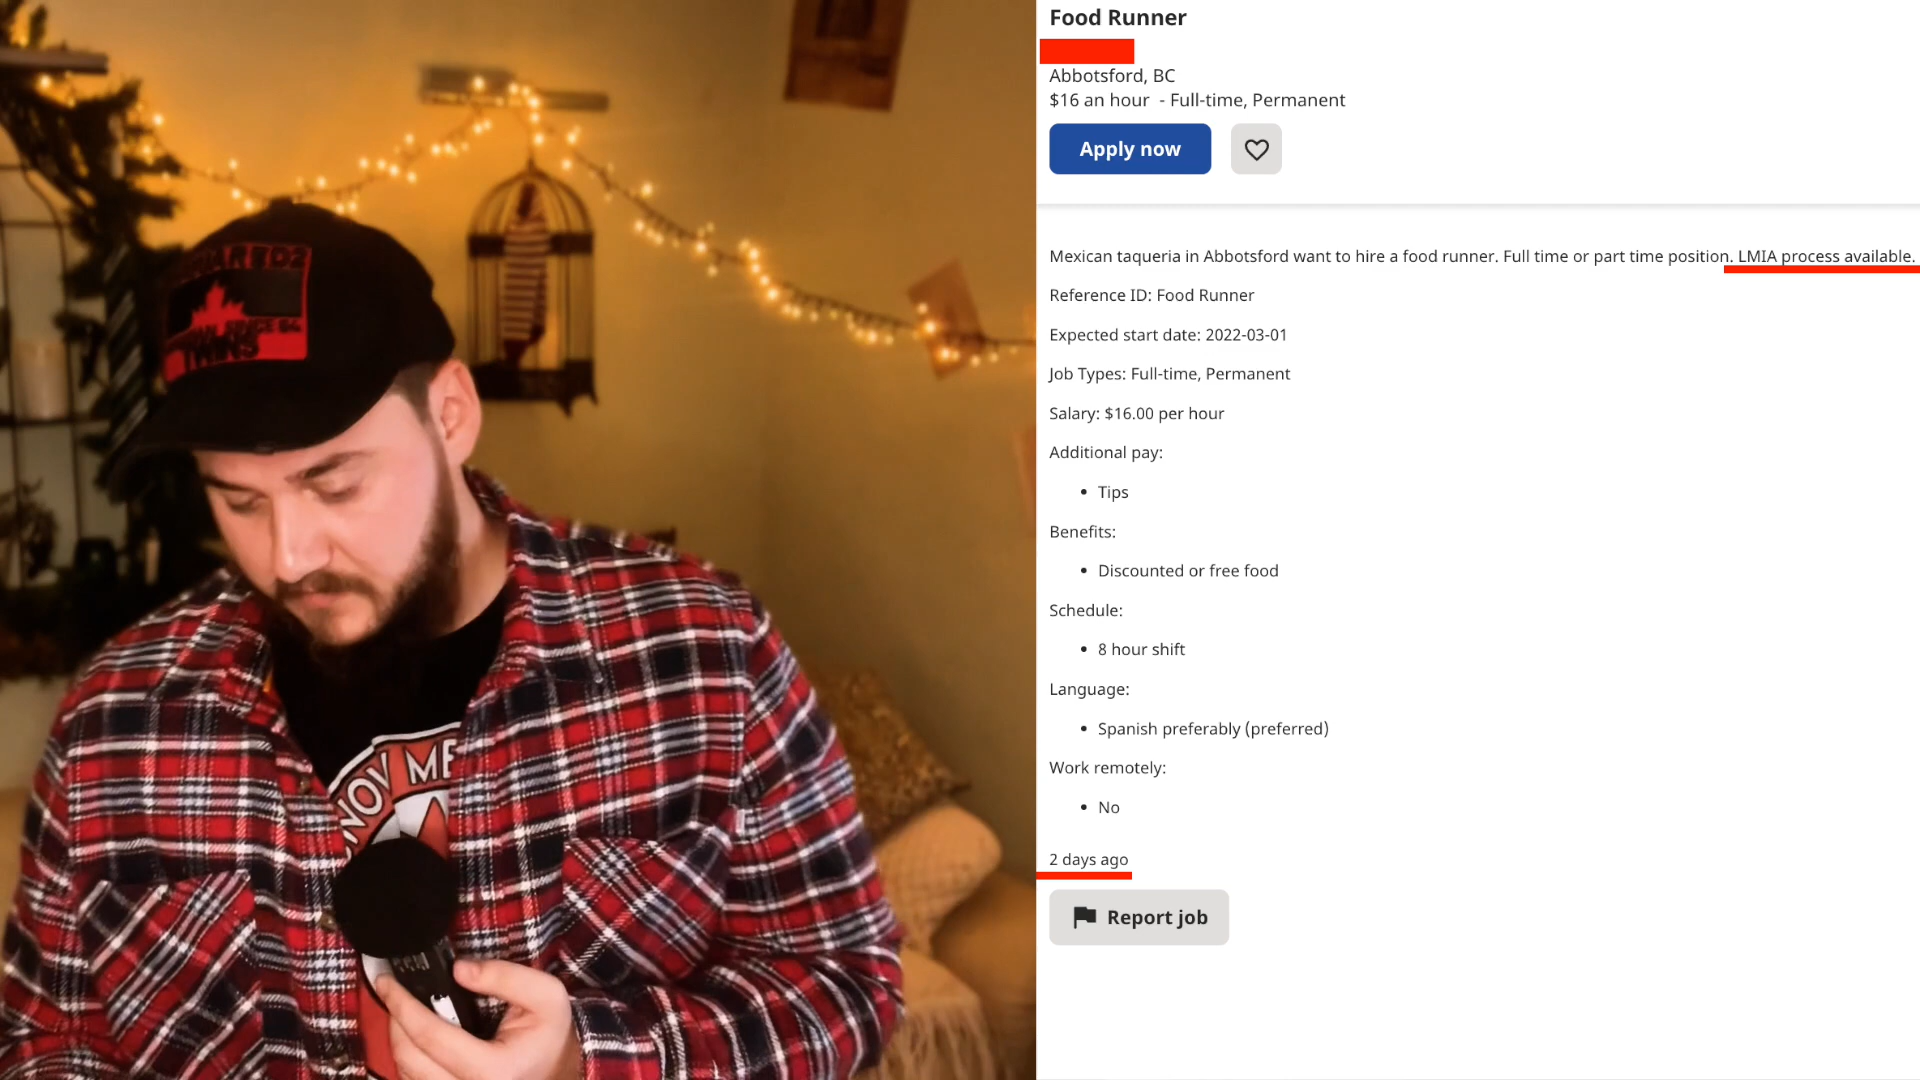 TWINS
NOV ME
Food Runner
Abbotsford, BC
$16 an hour - Full-time, Permanent
Apply now
Mexican taqueria in Abbotsford want to hire a food runner. Full time or part time position. LMIA process available.
Reference ID: Food Runner
Expected start date: 2022-03-01
Job Types: Full-time, Permanent
Salary: $16.00 per hour
Additional pay:
• Tips
Benefits:
• Discounted or free food
Schedule:
• 8 hour shift
Language:
• Spanish preferably (preferred)
Work remotely:
• No
2 days ago
Report job